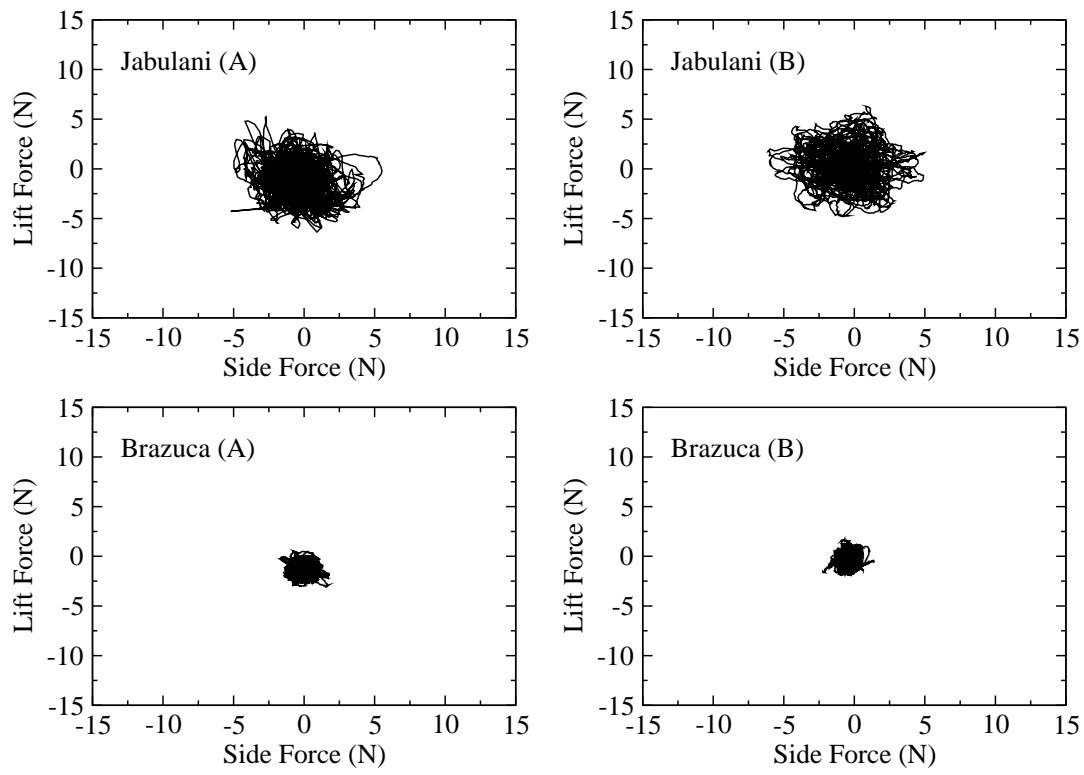 15
10
5
0
-5
-10
-15
Lift Force (N)
Jabulani (A)
-15 -10 -5 0 5 10 15
Side Force (N)
15
10
5
0
-5
-10
-15
Lift Force (N)
Jabulani (B)
-15 -10 -5 0 5 10 15
Side Force (N)
15
10
5
0
-5
-10
-15
Lift Force (N)
Brazuca (A)
-15 -10 -5 0 5 10 15
Side Force (N)
15
10
5
0
-5
-10
-15
Lift Force (N)
Brazuca (B)
-15 -10 -5 0 5 10 15
Side Force (N)